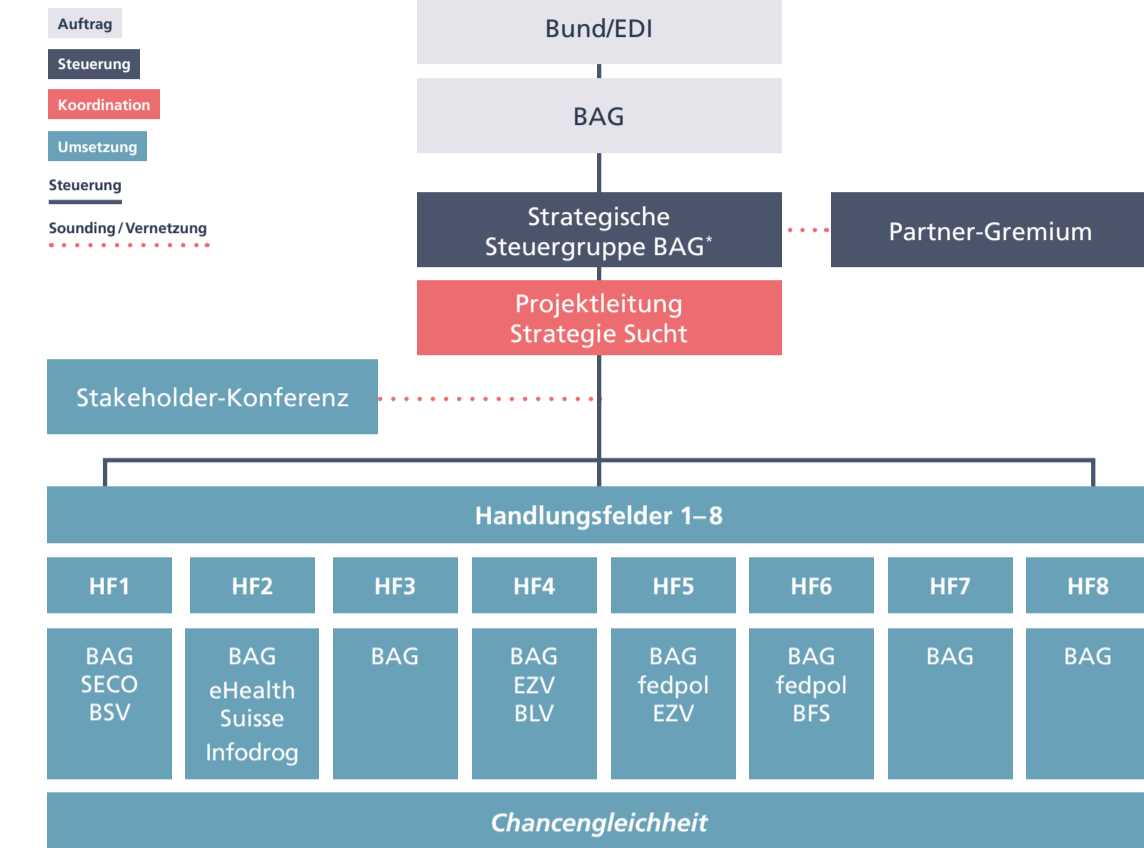 Auftrag
Steuerung
Koordination
Umsetzung
Steuerung
Sounding/Vernetzung
Bund/EDI
BAG
Strategische
Steuergruppe BAG*
Partner-Gremium
Projektleitung
Strategie Sucht
Stakeholder-Konferenz
Handlungsfelder 1–8
HF1
HF2
HF3
HF4
HF5
HF6
HF7
HF8
BAG
SECO
BSV
BAG
eHealth
Suisse
Infodrog
BAG
BAG
EZV
BLV
BAG
fedpol
EZV
BAG
fedpol
BFS
BAG
BAG
Chancengleichheit